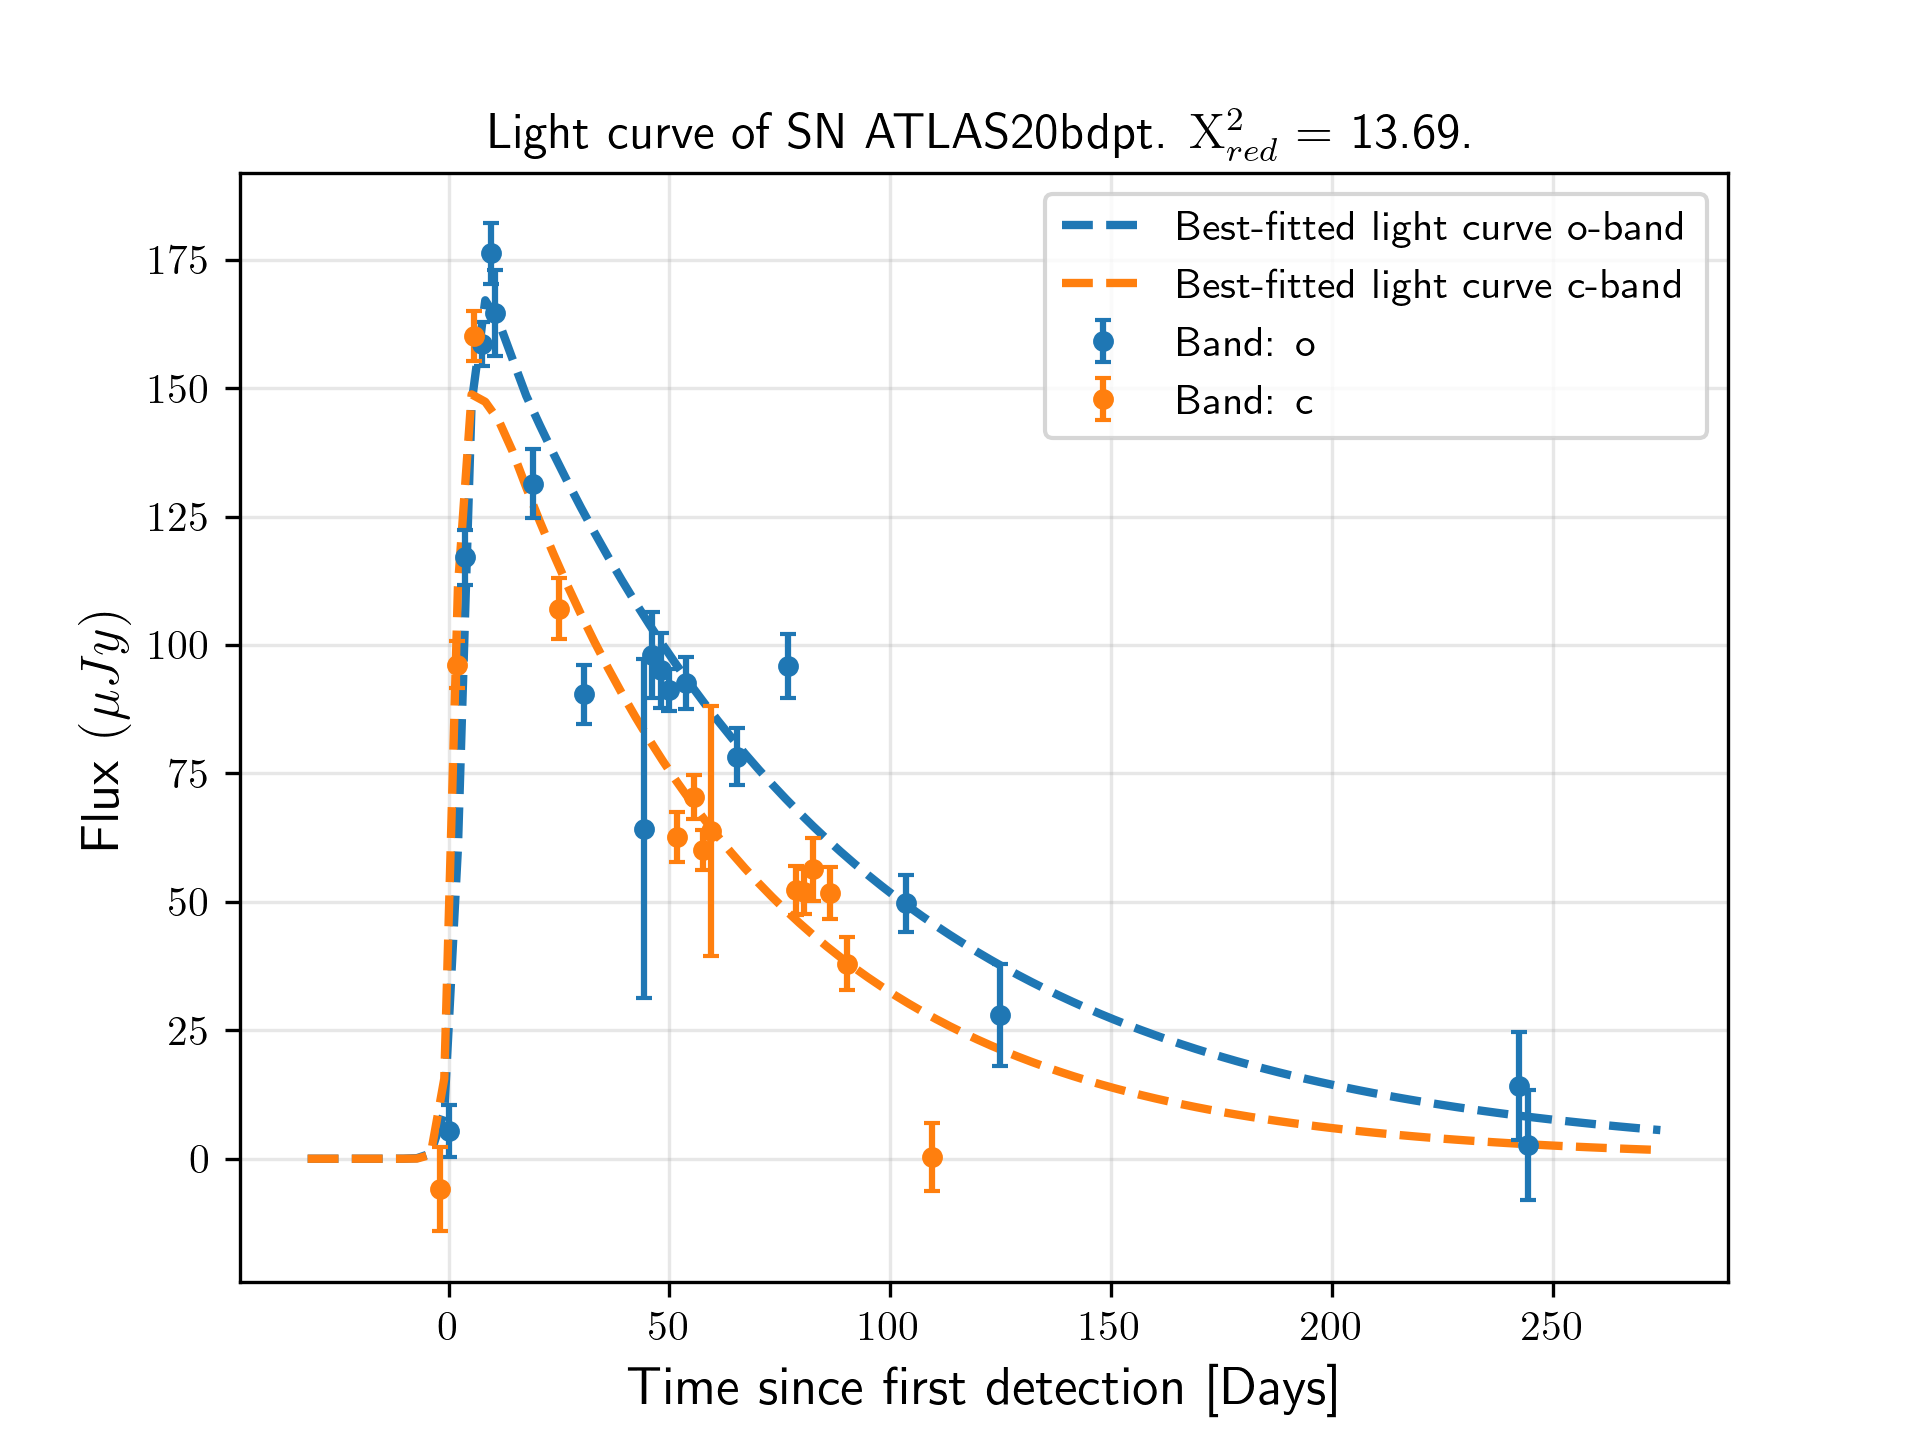 Light curve of SN ATLAS20bdpt. X²_red = 13.69.
Best-fitted light curve o-band
Best-fitted light curve c-band
Band: o
Band: c
Flux (μJy)
175
150
125
100
75
50
25
0
0 50 100 150 200 250
Time since first detection [Days]